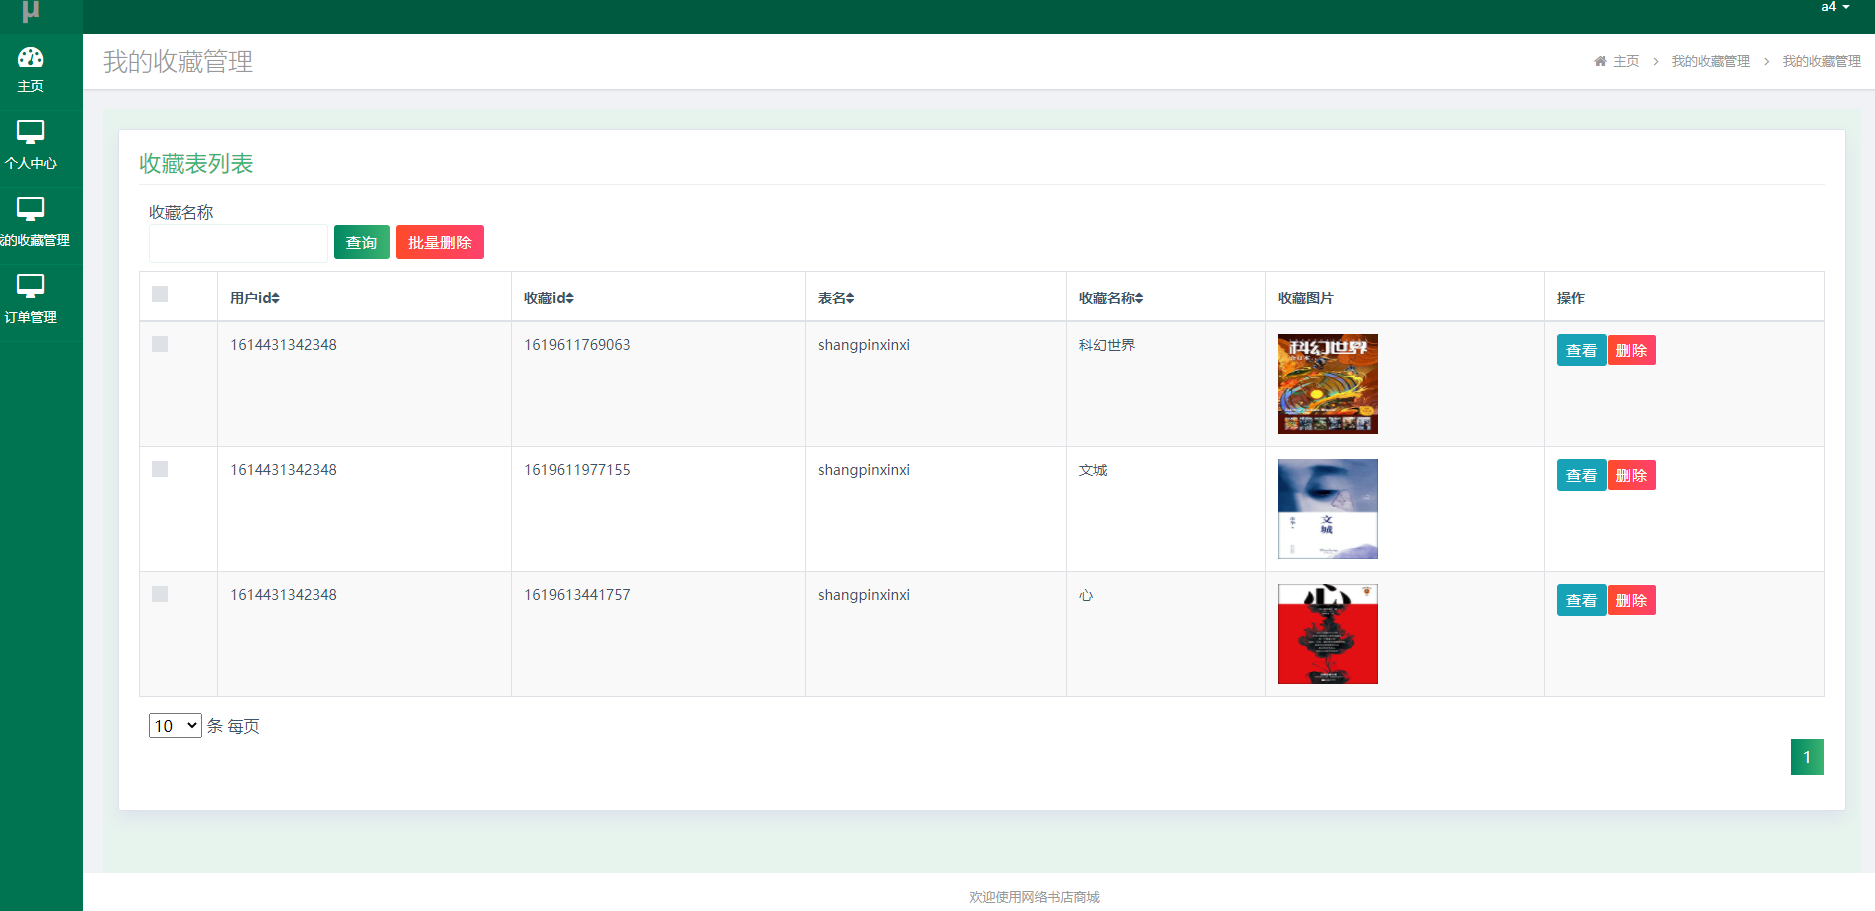 µ
a4
主页
个人中心
我的收藏管理
订单管理
我的收藏管理
主页 > 我的收藏管理 > 我的收藏管理
收藏表列表
收藏名称
查询 批量删除
用户id 收藏id 表名 收藏名称 收藏图片 操作
1614431342348 1619611769063 shangpinxinxi 科幻世界 查看 删除
科幻世界
1614431342348 1619611977155 shangpinxinxi 文城 查看 删除
文城
1614431342348 1619613441757 shangpinxinxi 心 查看 删除
心
10 条 每页
1
欢迎使用网络书店商城